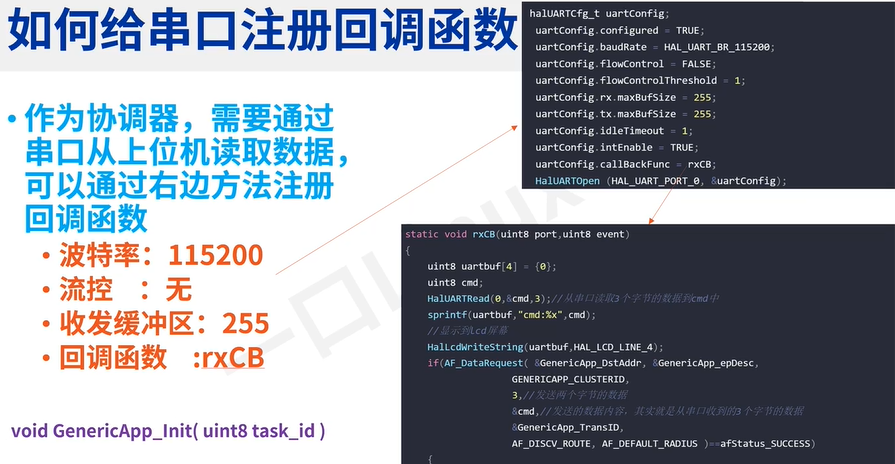 如何给串口注册回调函数
• 作为协调器，需要通过
串口从上位机读取数据，
可以通过右边方法注册
回调函数
• 波特率：115200
• 流控 ：无
• 收发缓冲区：255
• 回调函数 :rxCB
void GenericApp_Init( uint8 task_id )
halUARTCfg_t uartConfig;
uartConfig.configured = TRUE;
uartConfig.baudRate = HAL_UART_BR_115200;
uartConfig.flowControl = FALSE;
uartConfig.flowControlThreshold = 1;
uartConfig.rx.maxBufSize = 255;
uartConfig.tx.maxBufSize = 255;
uartConfig.idleTimeout = 1;
uartConfig.intEnable = TRUE;
uartConfig.callBackFunc = rxCB;
HalUARTOpen (HAL_UART_PORT_0, &uartConfig);
static void rxCB(uint8 port,uint8 event)
{
uint8 uartbuf[4] = {0};
uint8 cmd;
HalUARTRead(0,&cmd,3);//从串口读取3个字节的数据到cmd中
sprintf(uartbuf,"cmd:%x",cmd);
//显示到lcd屏幕
HalLcdWriteString(uartbuf,HAL_LCD_LINE_4);
if(AF_DataRequest( &GenericApp_DstAddr, &GenericApp_epDesc,
GENERICAPP_CLUSTERID,
3,//发送两个字节的数据
&cmd,//发送的数据内容，其实就是从串口收到的3个字节的数据
&GenericApp_TransID,
AF_DISCV_ROUTE, AF_DEFAULT_RADIUS )==afStatus_SUCCESS)
{